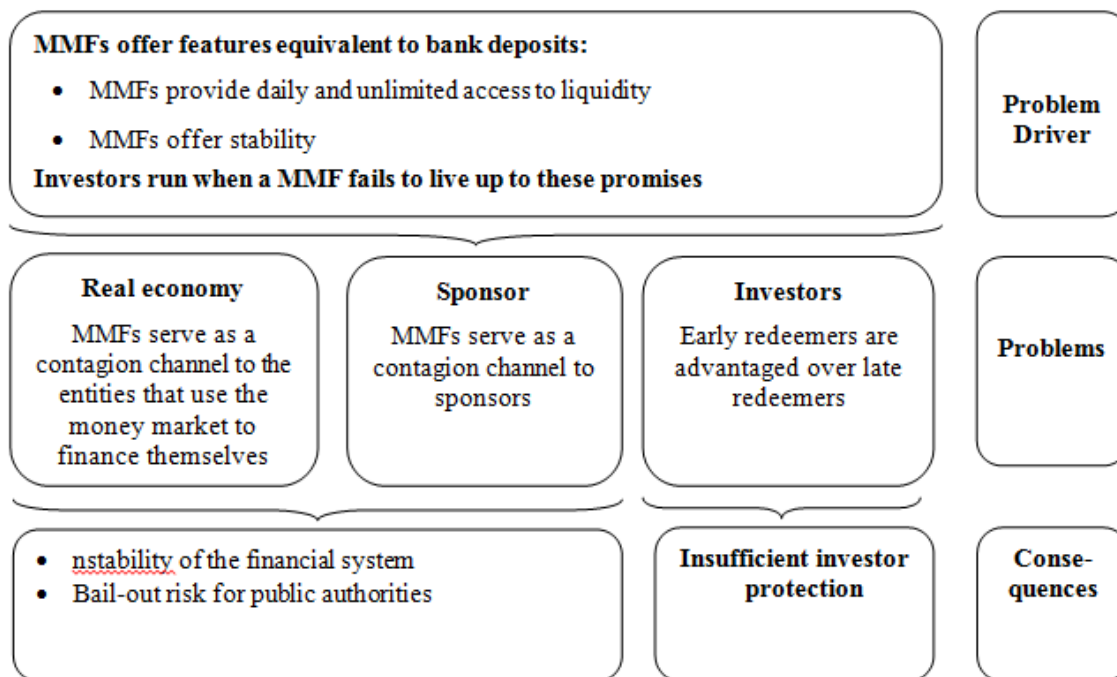 MMFs offer features equivalent to bank deposits:
• MMFs provide daily and unlimited access to liquidity
• MMFs offer stability
Investors run when a MMF fails to live up to these promises
Problem
Driver
Real economy
MMFs serve as a
contagion channel to the
entities that use the
money market to
finance themselves
Sponsor
MMFs serve as a
contagion channel to
sponsors
Investors
Early redeemers are
advantaged over late
redeemers
Problems
• nstability of the financial system
• Bail-out risk for public authorities
Insufficient investor
protection
Conse-
quences